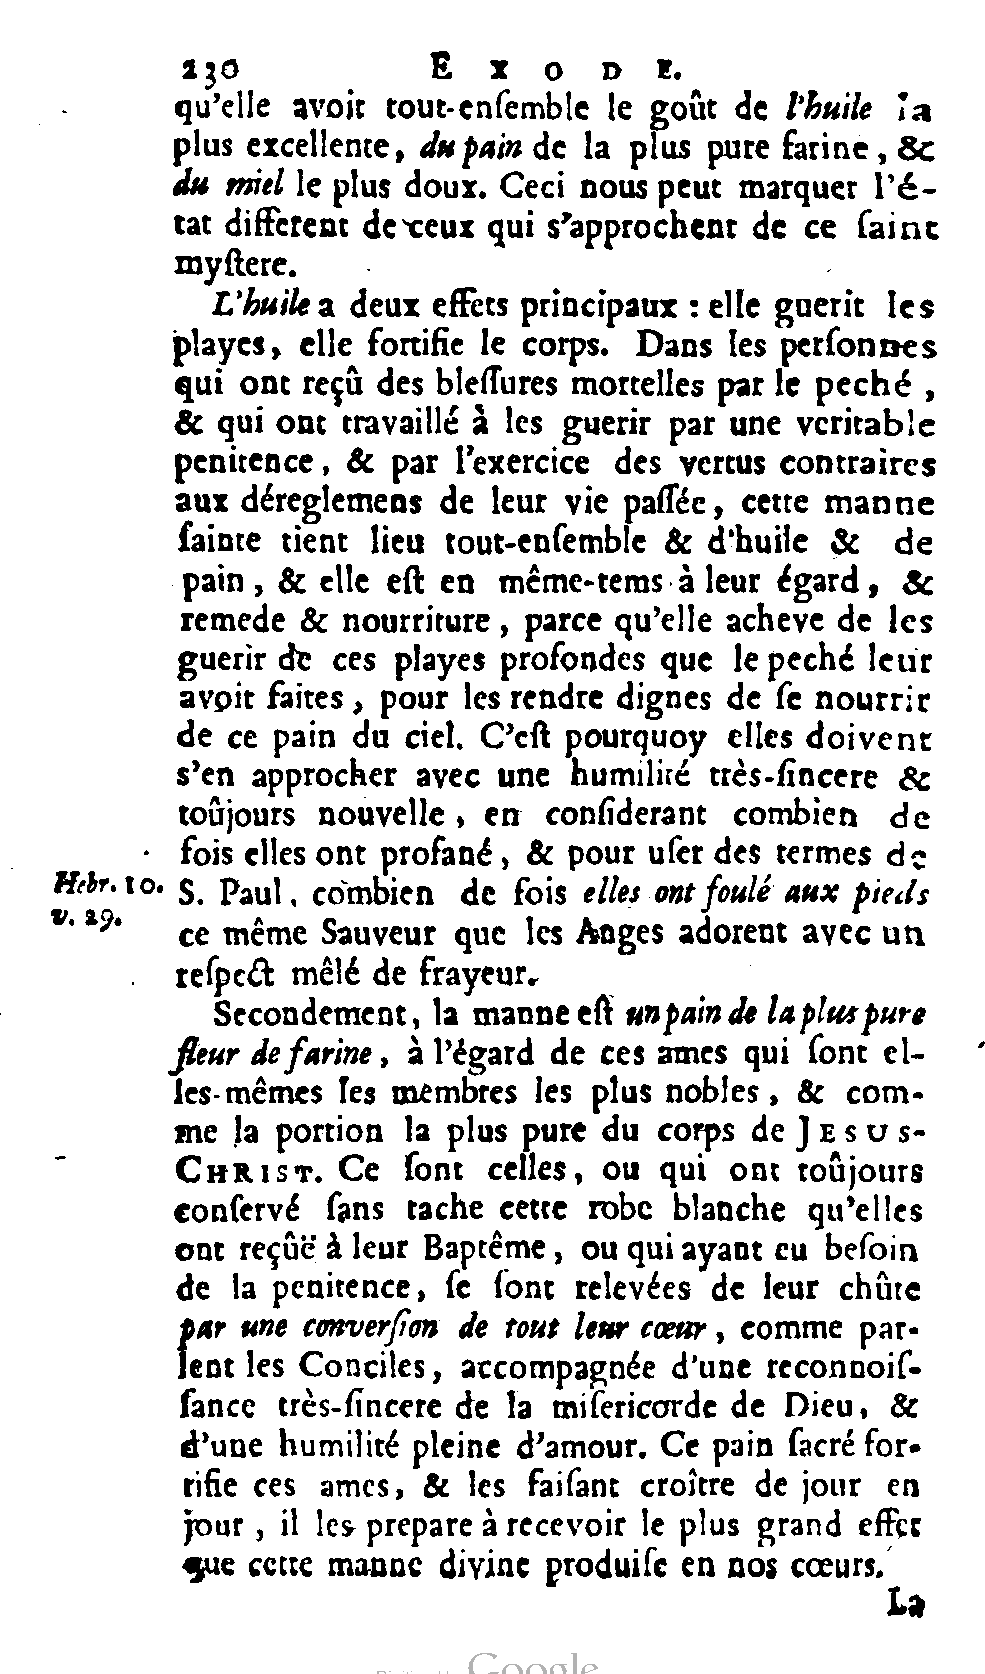 230 EXODE.
qu'elle avoit tout-enſemble le goût de l'huile la
plus excellente, du pain de la plus pure farine, &
du miel le plus doux. Ceci nous peut marquer l'é-
tat different de ceux qui s'approchent de ce ſaint
myſtere.
L'huile a deux effets principaux : elle guerit les
playes, elle fortifie le corps. Dans les perſonnes
qui ont reçû des bleſſures mortelles par le peché,
& qui ont travaillé à les guerir par une veritable
penitence, & par l'exercice des vertus contraires
aux déreglemens de leur vie paſſée, cette manne
ſainte tient lieu tout-enſemble & d'huile & de
pain, & elle eſt en même-tems à leur égard, &
remede & nourriture, parce qu'elle acheve de les
guerir de ces playes profondes que le peché leur
avoit faites, pour les rendre dignes de ſe nourrir
de ce pain du ciel. C'eſt pourquoy elles doivent
s'en approcher avec une humilité très-ſincere &
toûjours nouvelle, en conſiderant combien de
fois elles ont profané, & pour uſer des termes de
Hebr. 10. S. Paul, combien de fois elles ont foulé aux pieds
v. 29. ce même Sauveur que les Anges adorent avec un
reſpect mêlé de frayeur.
Secondement, la manne eſt un pain de la plus pure
fleur de farine, à l'égard de ces ames qui ſont el-
les-mêmes les membres les plus nobles, & com-
me la portion la plus pure du corps de JESUS-
CHRIST. Ce ſont celles, ou qui ont toûjours
conſervé ſans tache cette robe blanche qu'elles
ont reçûë à leur Baptême, ou qui ayant eu beſoin
de la penitence, ſe ſont relevées de leur chûte
par une converſion de tout leur cœur, comme par-
lent les Conciles, accompagnée d'une reconnoiſ-
ſance très-ſincere de la miſericorde de Dieu, &
d'une humilité pleine d'amour. Ce pain ſacré for-
tifie ces ames, & les faiſant croître de jour en
jour, il les prepare à recevoir le plus grand effet
que cette manne divine produiſe en nos cœurs.
La
Google